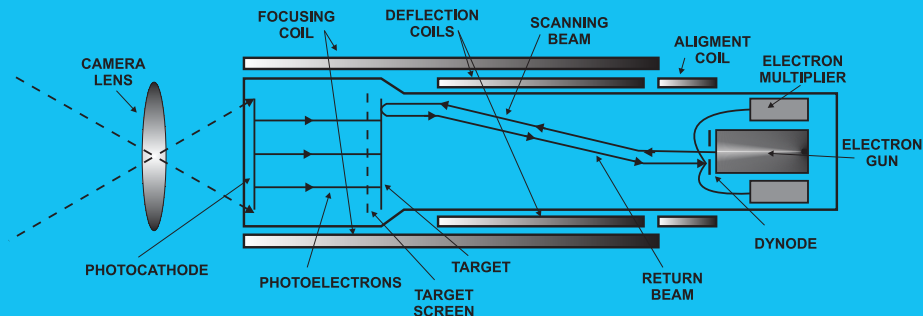 FOCUSING
COIL
DEFLECTION
COILS
SCANNING
BEAM
ALIGMENT
COIL
CAMERA
LENS
ELECTRON
MULTIPLIER
ELECTRON
GUN
PHOTOCATHODE
PHOTOELECTRONS
TARGET
TARGET
SCREEN
RETURN
BEAM
DYNODE